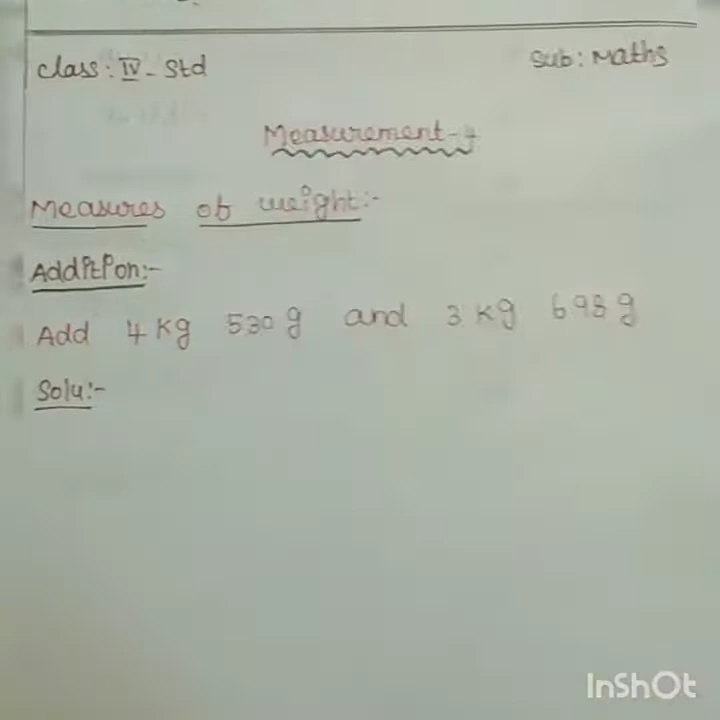 Class: IV - Std
Sub: Maths
Measurement-4
Measures of weight:-
Addition:-
Add 4 Kg 530 g and 3 Kg 698 g
Solu:-
InShOt